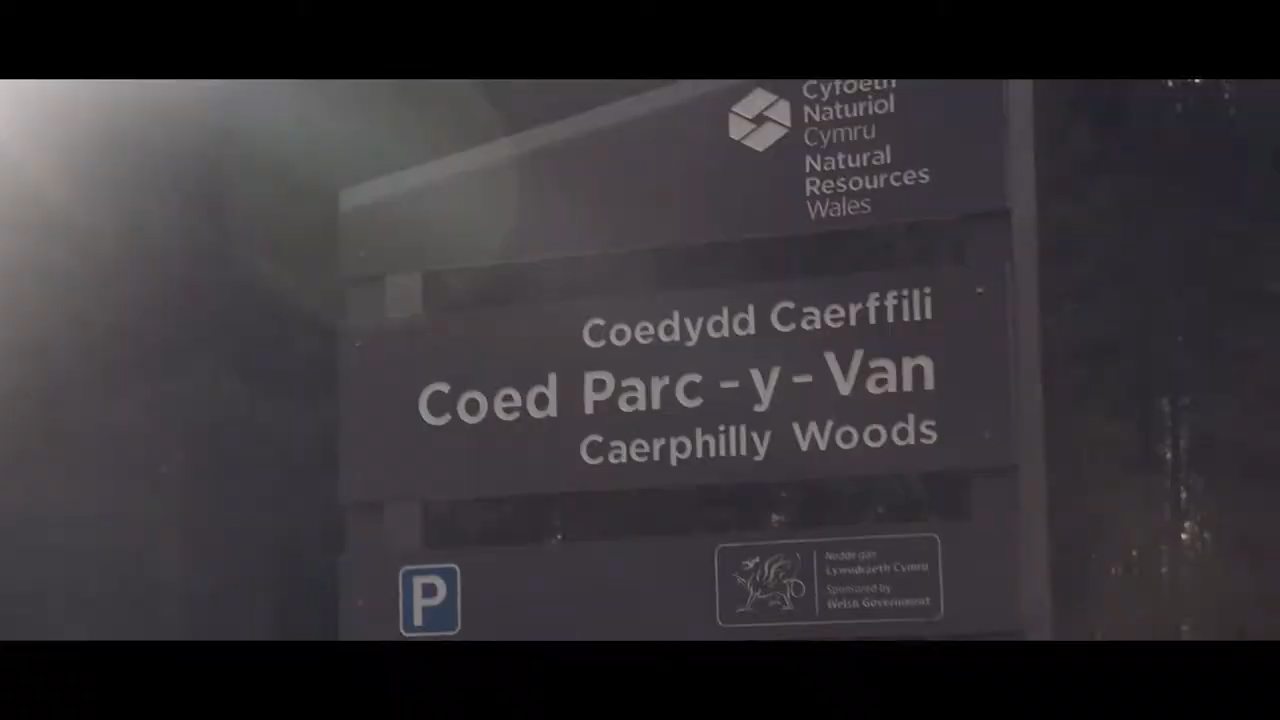 Cyfoeth
Naturiol
Cymru
Natural
Resources
Wales
Coedydd Caerffili
Coed Parc-y-Van
Caerphilly Woods
P
Noddir gan
Lywodraeth Cymru
Sponsored by
Welsh Government